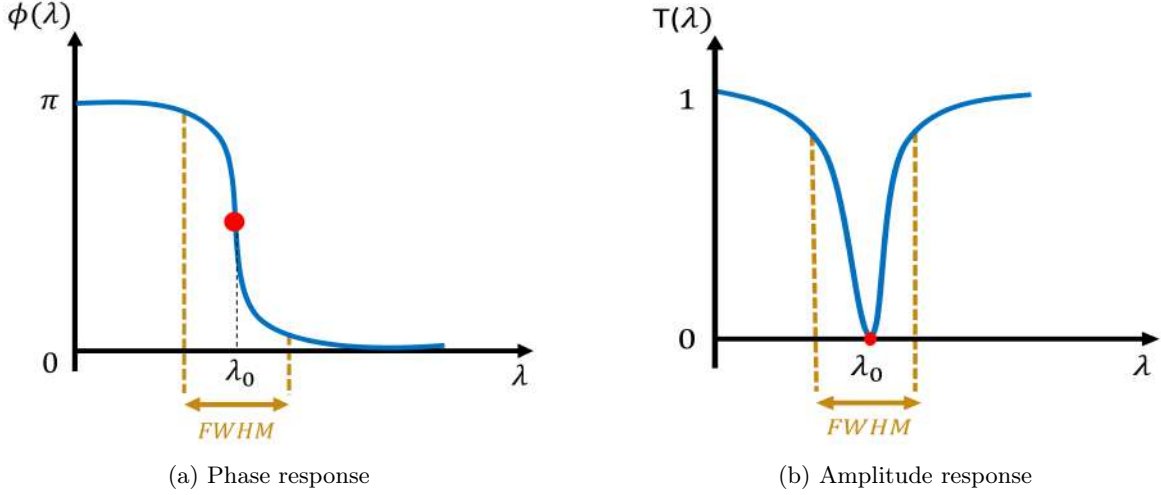 ϕ(λ)
π
0
λ₀
λ
FWHM
(a) Phase response
T(λ)
1
0
λ₀
λ
FWHM
(b) Amplitude response